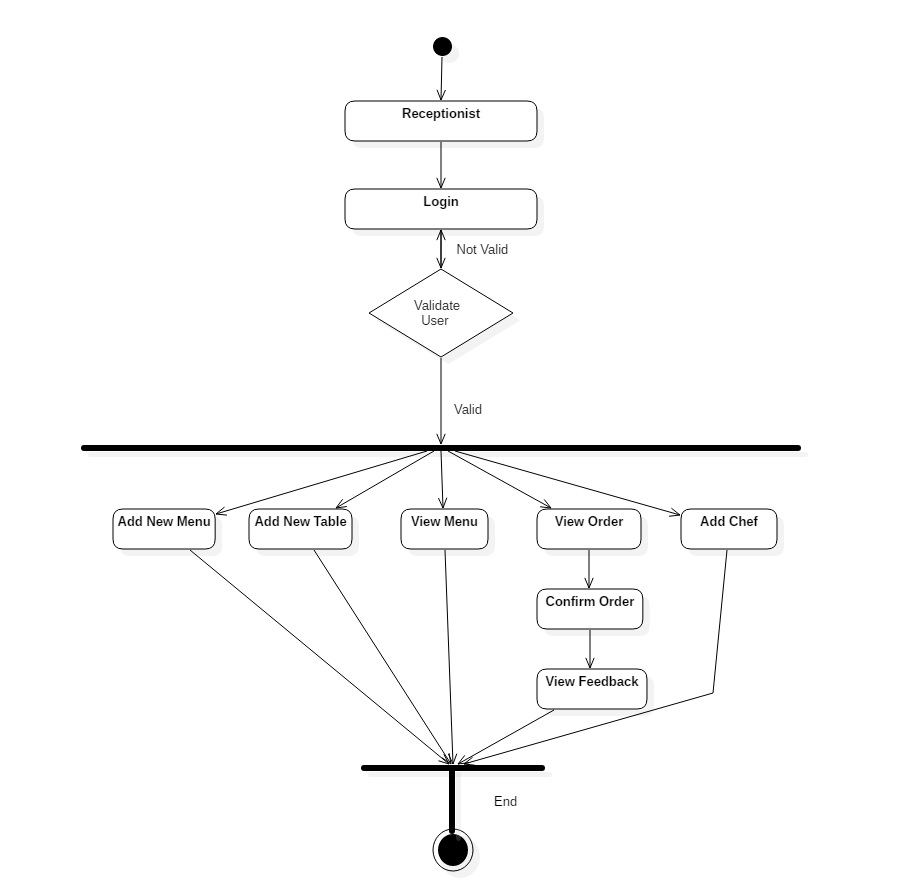 Receptionist
Login
Not Valid
Validate
User
Valid
Add New Menu
Add New Table
View Menu
View Order
Add Chef
Confirm Order
View Feedback
End